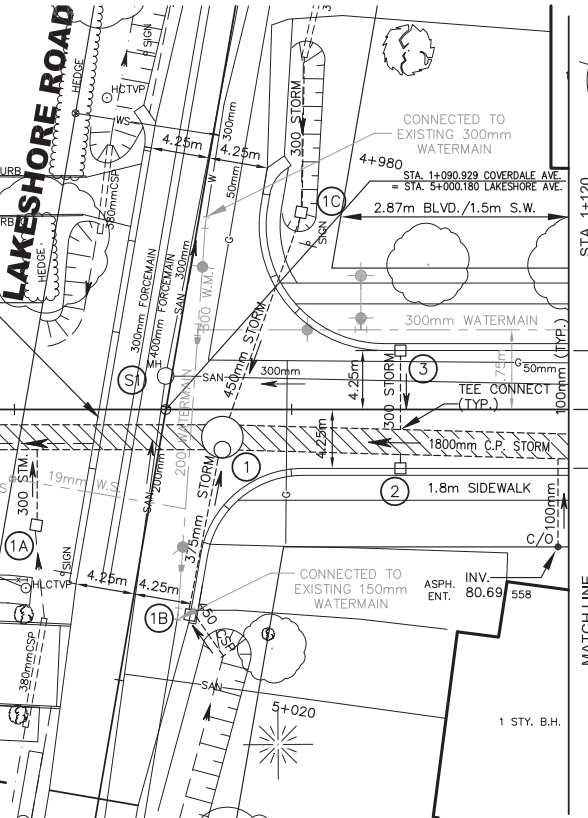 LAKESHORE ROAD
HEDGE
HCTVP
SIGN
WS
URB
RB
380mmCSP
HEDGE
300 STORM
300mm
4.25m
4.25m
W
50mm
G
CONNECTED TO
EXISTING 300mm
WATERMAIN
4+980
STA. 1+090.929 COVERDALE AVE.
= STA. 5+000.180 LAKESHORE AVE.
1C
SIGN
2.87m BLVD./1.5m S.W.
STA. 1+120
300mm FORCEMAIN
400mm FORCEMAIN
SAN
300mm
300 W.M.
450mm STORM
300mm WATERMAIN
MH
S1
SAN
300mm
4.25m
300 STORM
3
75m
G
50mm
100mm (TYP.)
TEE CONNECT
(TYP.)
200 WATERMAIN
4.25m
1800mm C.P. STORM
300 STM.
S
19mm W.S.
SAN
200mm
STORM
375mm
1
G
2
1.8m SIDEWALK
C/O
100mm
1A
SIGN
HLCTVP
4.25m
4.25m
1B
450 CSP
CONNECTED TO
EXISTING 150mm
WATERMAIN
ASPH.
ENT.
INV.
80.69
558
MATCH LINE
380mmCSP
SAN
5+020
1 STY. B.H.